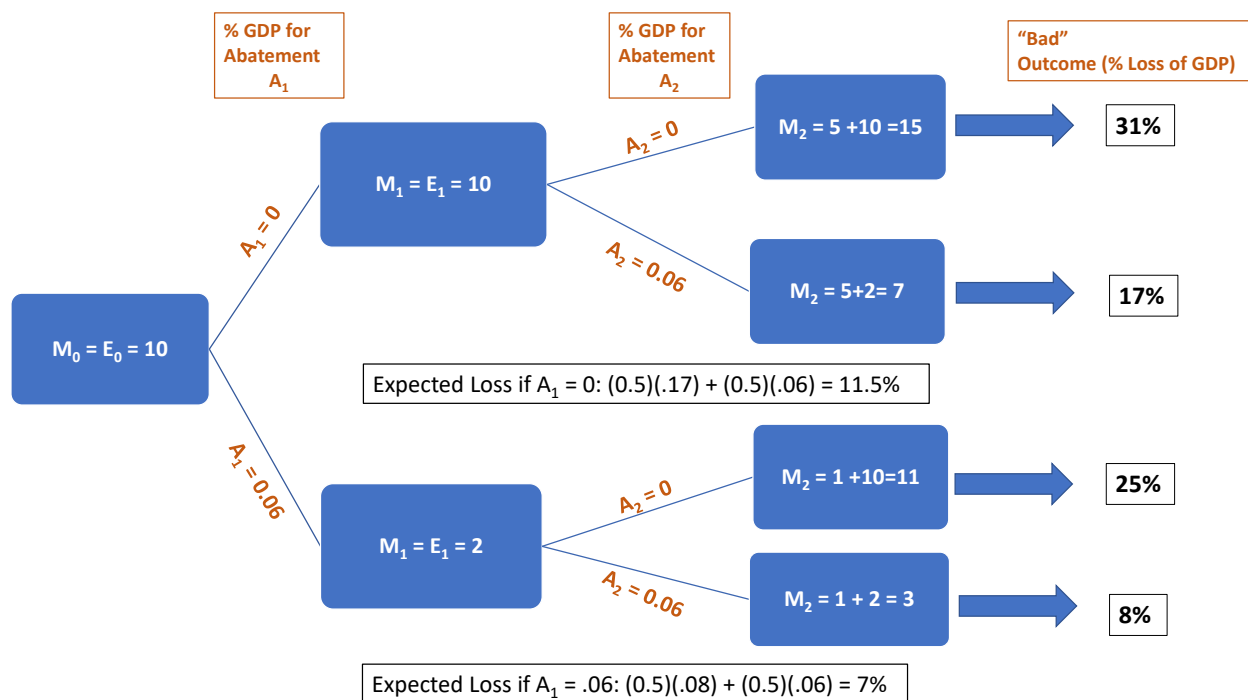 % GDP for
Abatement
A₁
% GDP for
Abatement
A₂
“Bad”
Outcome (% Loss of GDP)
A₂ = 0
M₂ = 5 +10 =15
31%
M₁ = E₁ = 10
A₁ = 0
A₂ = 0.06
M₂ = 5+2= 7
17%
M₀ = E₀ = 10
Expected Loss if A₁ = 0: (0.5)(.17) + (0.5)(.06) = 11.5%
A₁ = 0.06
A₂ = 0
M₂ = 1 +10=11
25%
M₁ = E₁ = 2
A₂ = 0.06
M₂ = 1 + 2 = 3
8%
Expected Loss if A₁ = .06: (0.5)(.08) + (0.5)(.06) = 7%